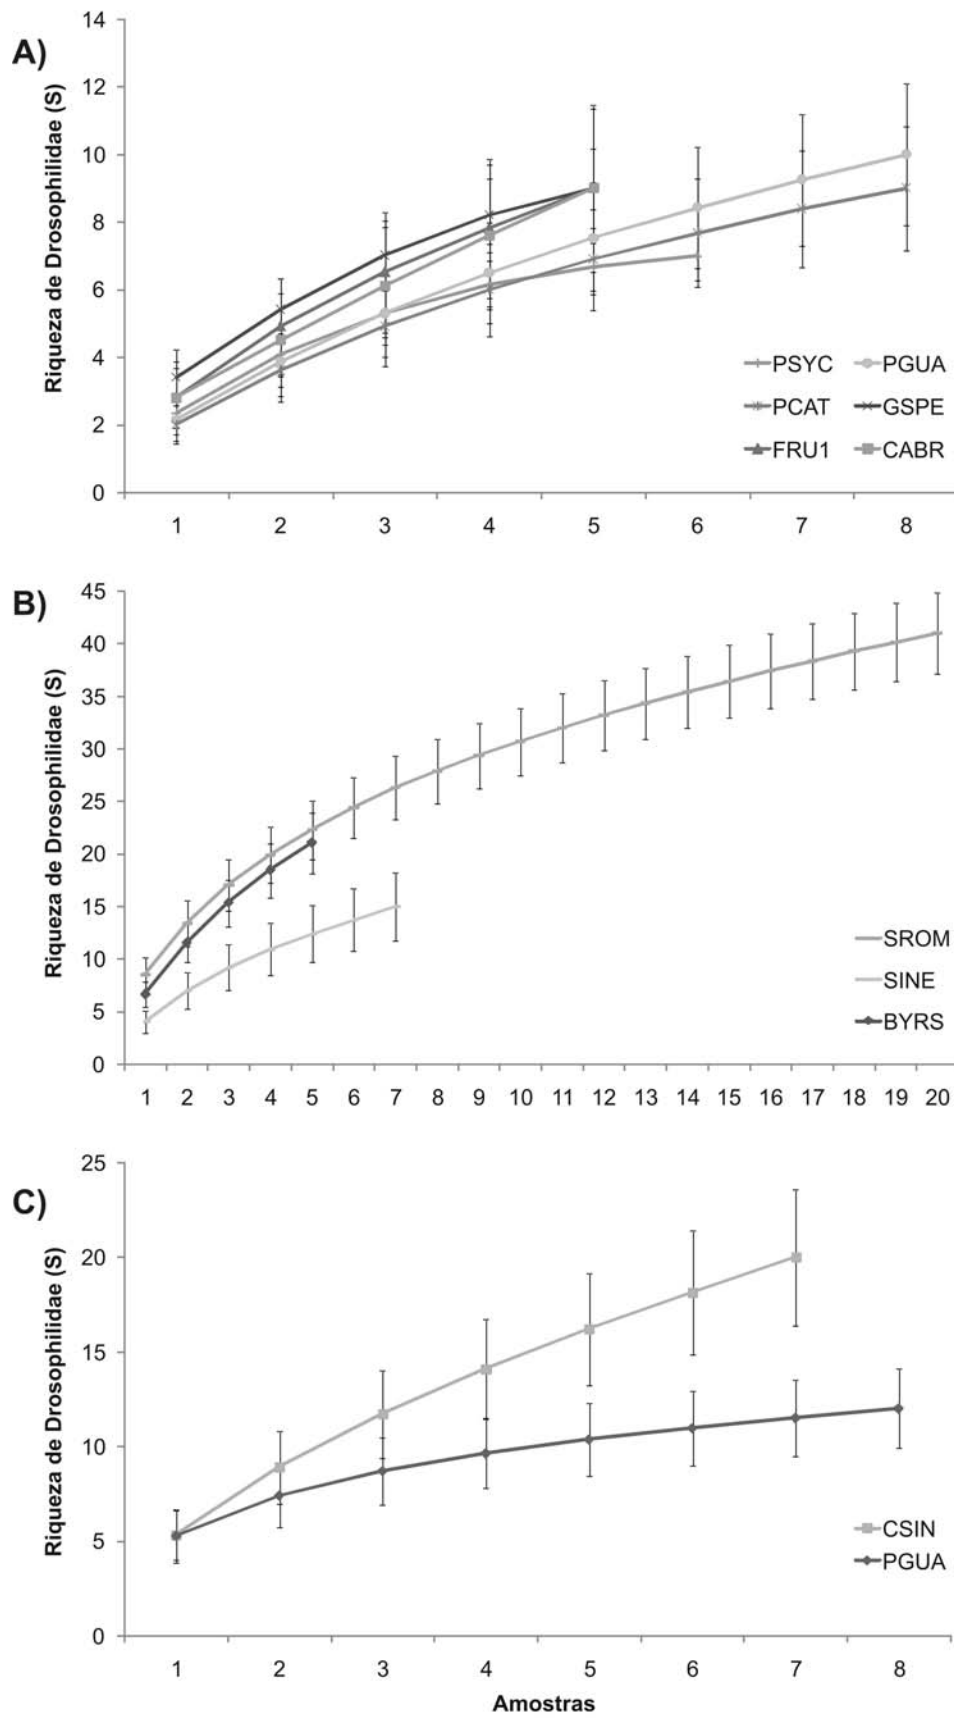 A)
Riqueza de Drosophilidae (S)
14
12
10
8
6
4
2
0
PSYC PGUA
PCAT GSPE
FRU1 CABR
1 2 3 4 5 6 7 8
B)
Riqueza de Drosophilidae (S)
45
40
35
30
25
20
15
10
5
0
SROM
SINE
BYRS
1 2 3 4 5 6 7 8 9 10 11 12 13 14 15 16 17 18 19 20
C)
Riqueza de Drosophilidae (S)
25
20
15
10
5
0
CSIN
PGUA
1 2 3 4 5 6 7 8
Amostras